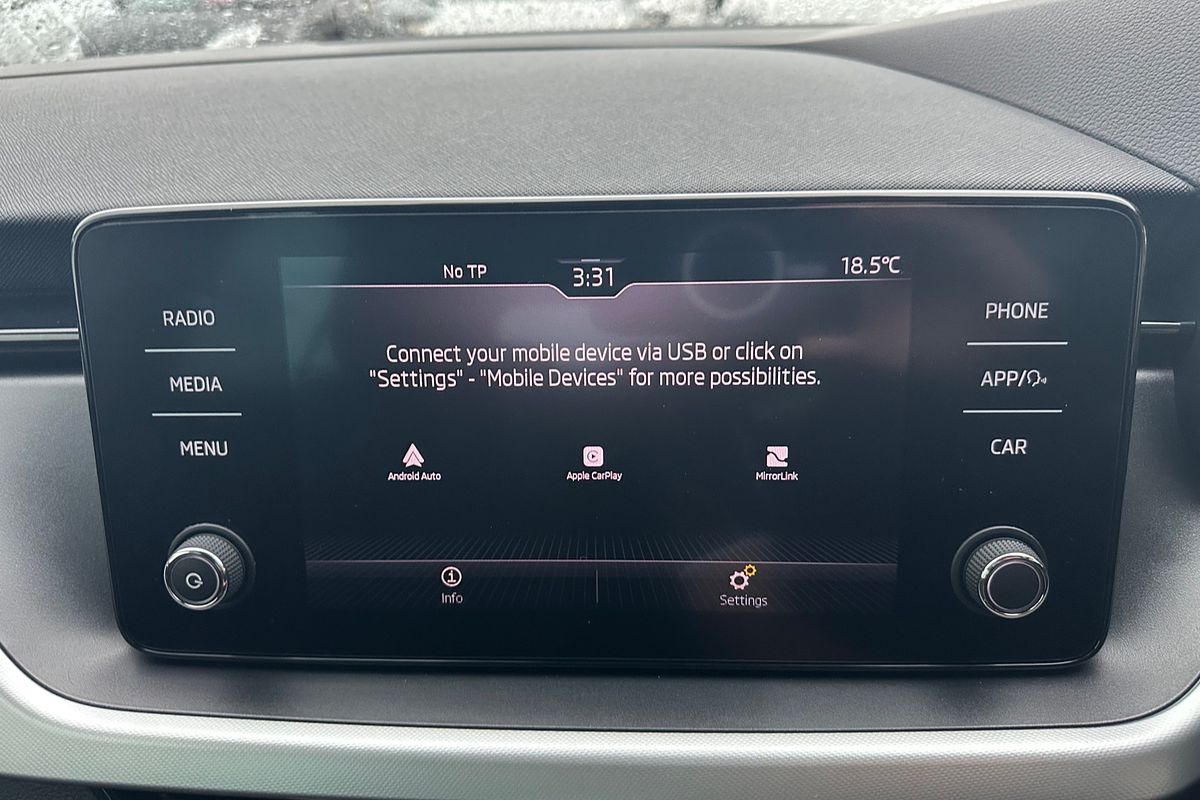 No TP
3:31
18.5°C
RADIO
MEDIA
MENU
Connect your mobile device via USB or click on
"Settings" - "Mobile Devices" for more possibilities.
Android Auto
Apple CarPlay
MirrorLink
Info
Settings
PHONE
APP/
CAR